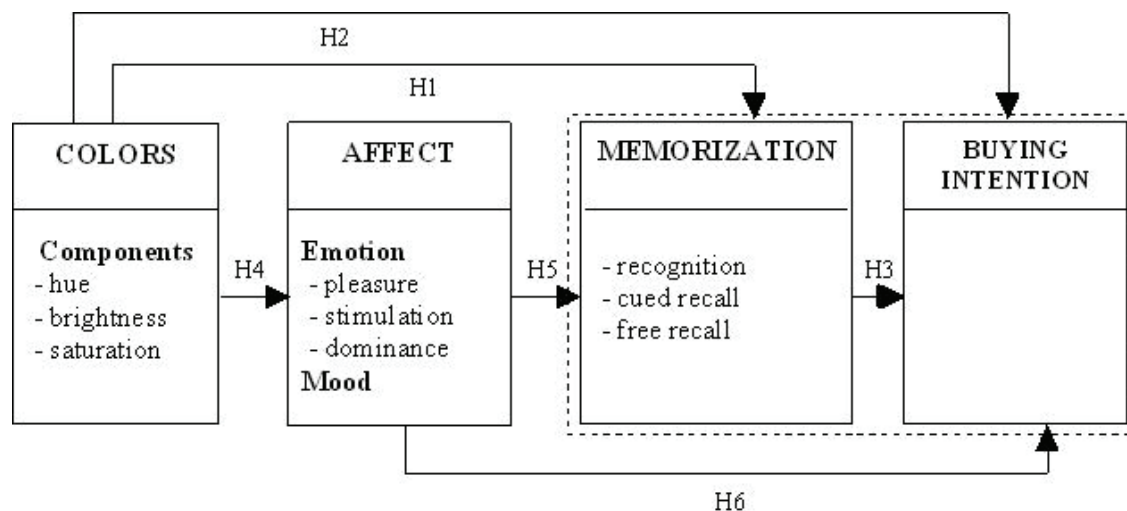 H2
H1
COLORS
Components
- hue
- brightness
- saturation
H4
AFFECT
Emotion
- pleasure
- stimulation
- dominance
Mood
H5
MEMORIZATION
- recognition
- cued recall
- free recall
H3
BUYING
INTENTION
H6